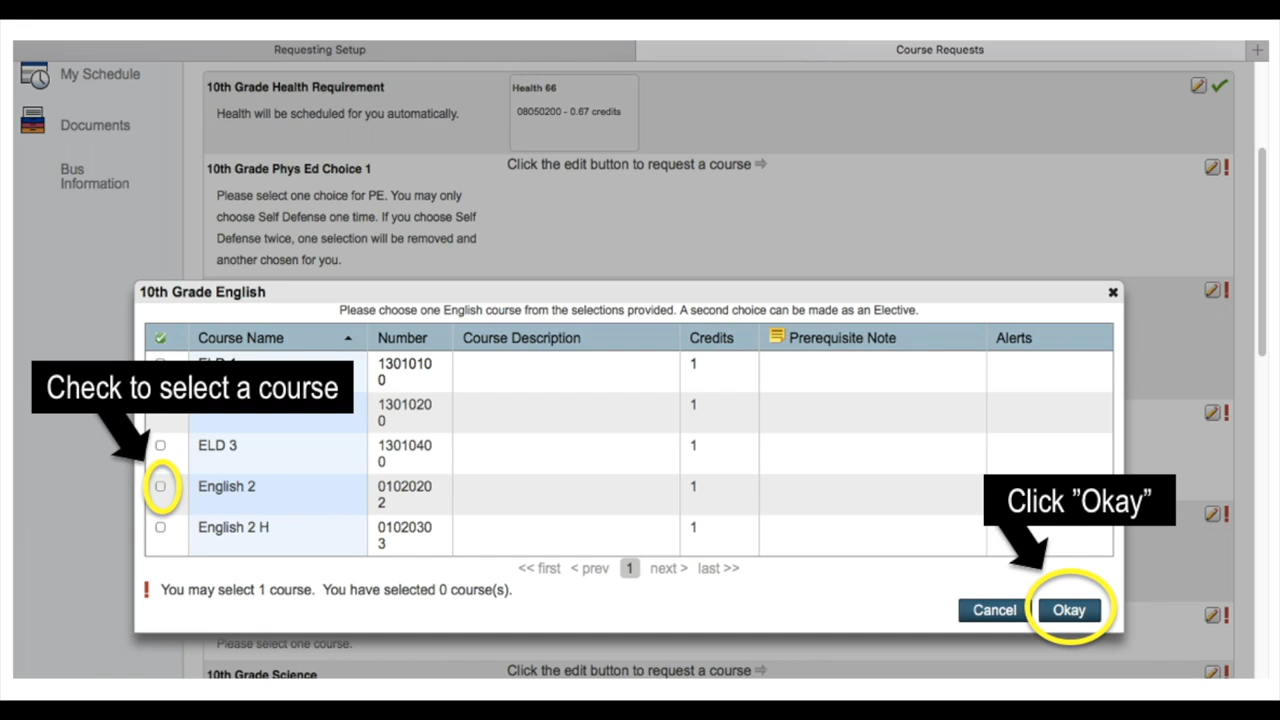 Requesting Setup
Course Requests
+
My Schedule
Documents
Bus
Information
10th Grade Health Requirement
Health will be scheduled for you automatically.
Health 66
08050200 - 0.67 credits
10th Grade Phys Ed Choice 1
Click the edit button to request a course ⇨
Please select one choice for PE. You may only
choose Self Defense one time. If you choose Self
Defense twice, one selection will be removed and
another chosen for you.
10th Grade English
Please choose one English course from the selections provided. A second choice can be made as an Elective.
Course Name Number Course Description Credits Prerequisite Note Alerts
1301010
0
1
Check to select a course
1301020
0
1
ELD 3 1301040
0
1
English 2 0102020
2
1
Click ”Okay”
English 2 H 0102030
3
1
<< first < prev 1 next > last >>
! You may select 1 course. You have selected 0 course(s).
Cancel
Okay
Please select one course.
10th Grade Science
Click the edit button to request a course ⇨